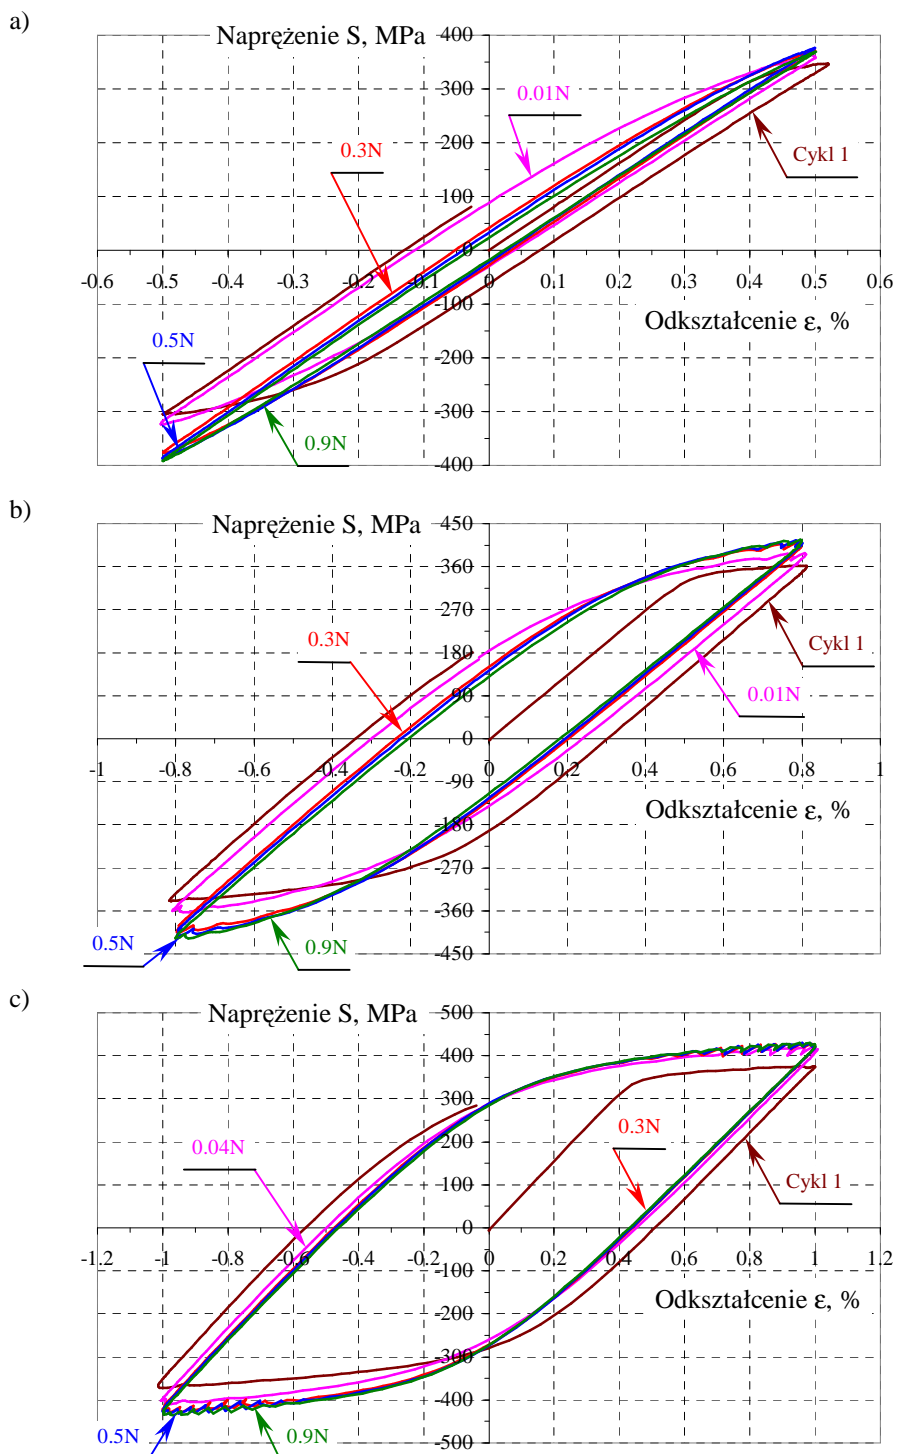 a)
Naprężenie S, MPa
400
300
200
100
0
-100
-200
-300
-400
-0.6 -0.5 -0.4 -0.3 -0.2 -0.1 0 0.1 0.2 0.3 0.4 0.5 0.6
0.01N
0.3N
Cykl 1
Odkształcenie ε, %
0.5N
0.9N
b)
Naprężenie S, MPa
450
360
270
180
90
0
-90
-180
-270
-360
-450
-1 -0.8 -0.6 -0.4 -0.2 0 0.2 0.4 0.6 0.8 1
0.3N
Cykl 1
0.01N
Odkształcenie ε, %
0.5N
0.9N
c)
Naprężenie S, MPa
500
400
300
200
100
0
-100
-200
-300
-400
-500
-1.2 -1 -0.8 -0.6 -0.4 -0.2 0 0.2 0.4 0.6 0.8 1 1.2
0.04N
0.3N
Cykl 1
Odkształcenie ε, %
0.5N
0.9N